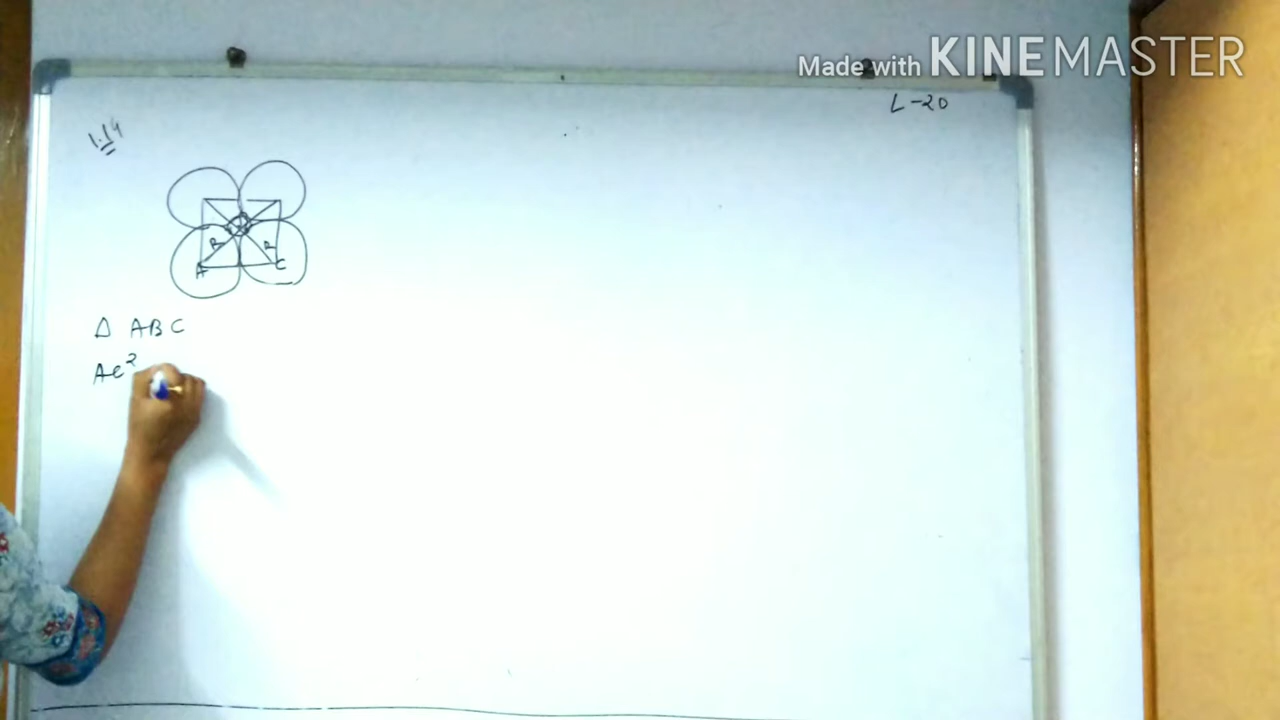 Made with KINEMASTER
L-20
1.14
R R
A C
Δ ABC
AC²